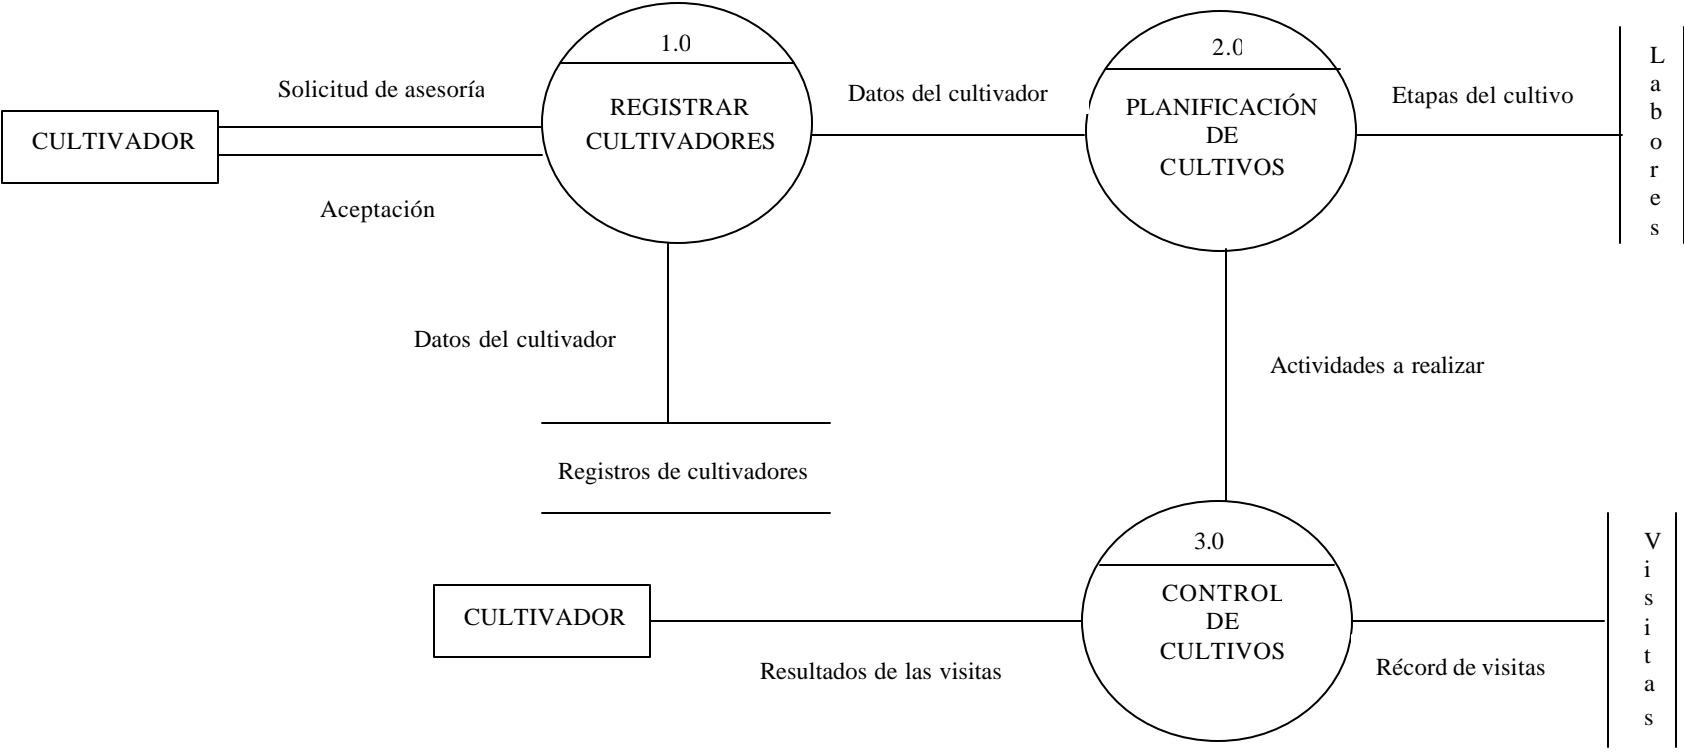 1.0
REGISTRAR
CULTIVADORES
2.0
PLANIFICACIÓN
DE
CULTIVOS
Solicitud de asesoría
Datos del cultivador
Etapas del cultivo
Labores
CULTIVADOR
Aceptación
Datos del cultivador
Actividades a realizar
Registros de cultivadores
3.0
CONTROL
DE
CULTIVOS
CULTIVADOR
Resultados de las visitas
Récord de visitas
Visitas